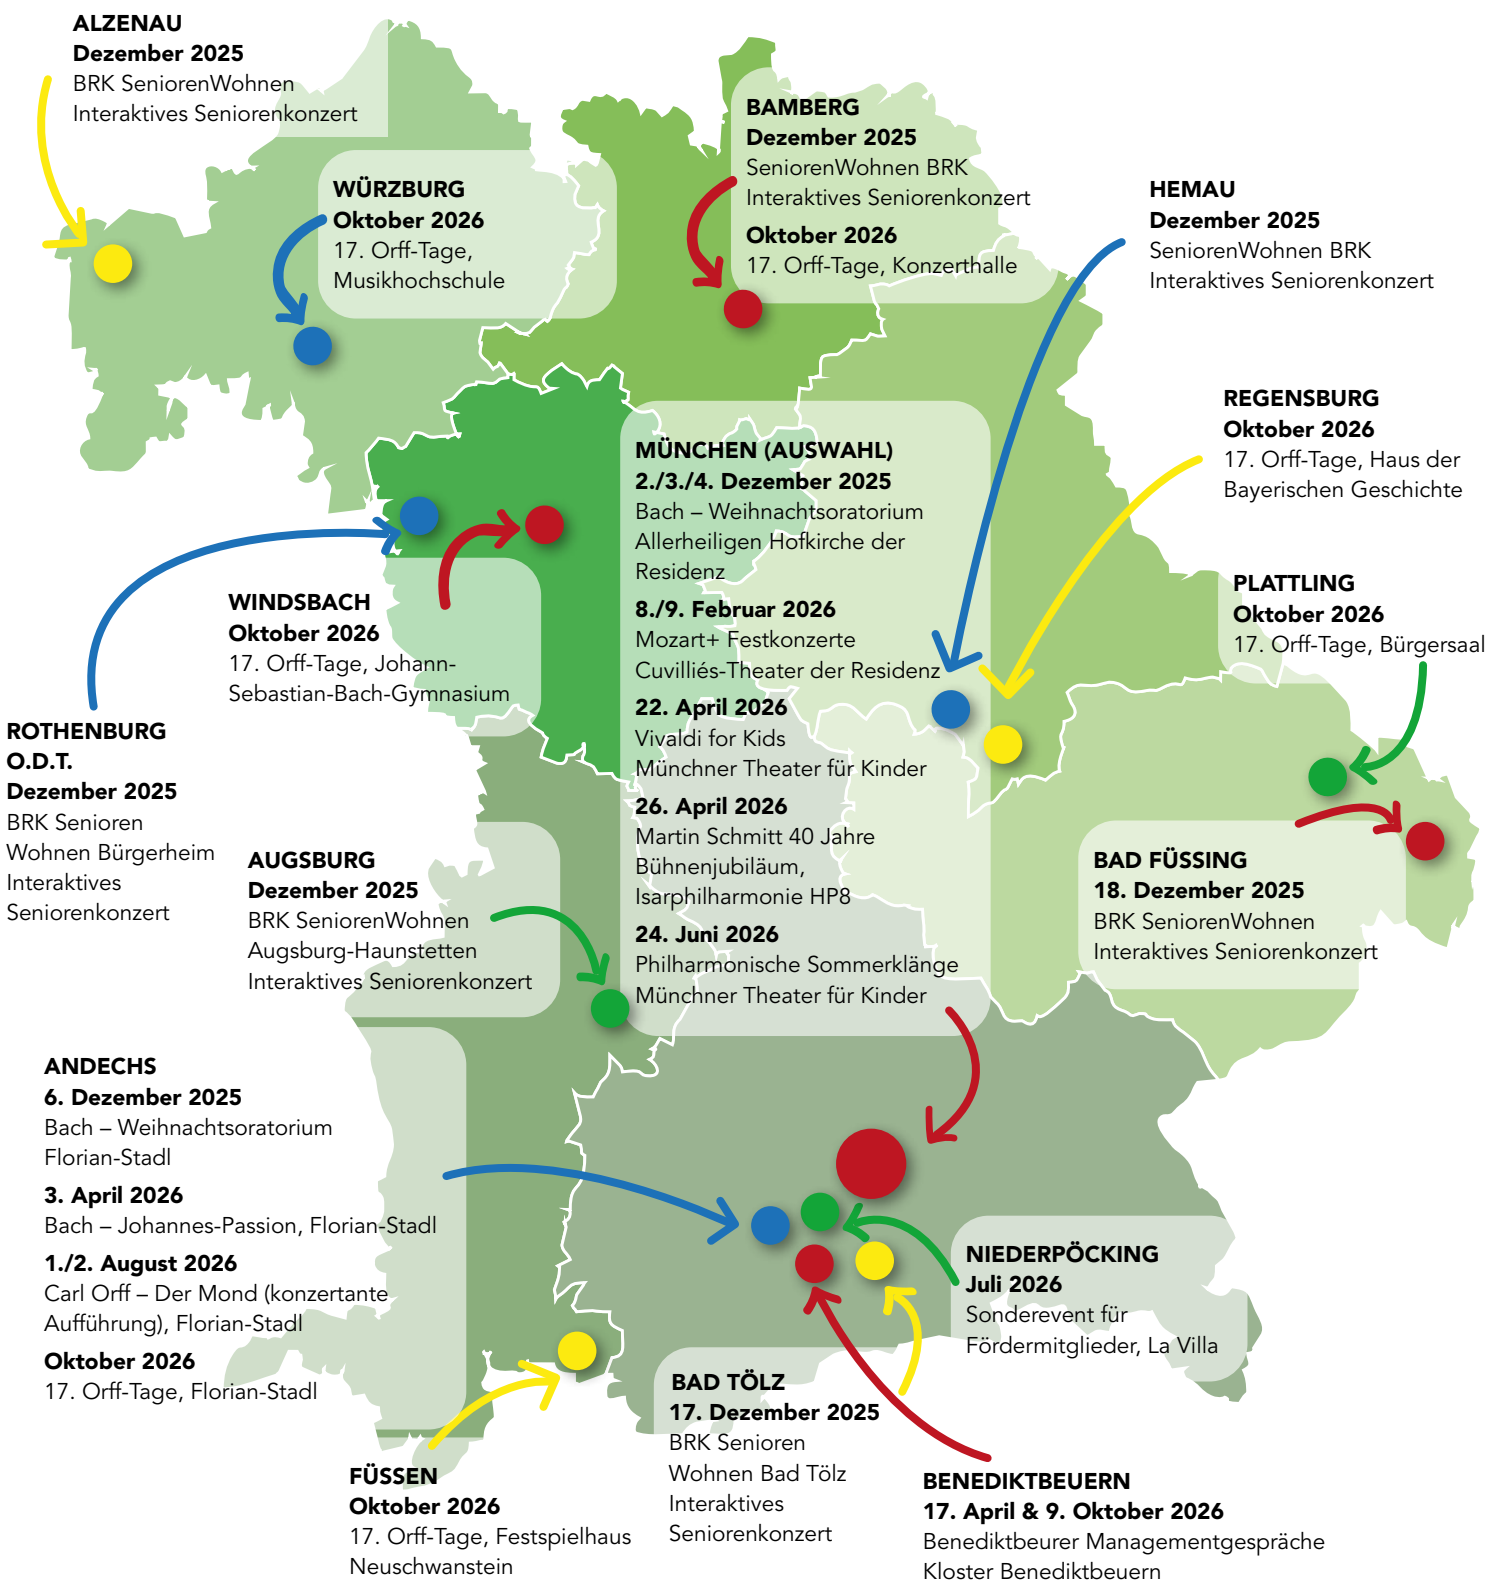 ALZENAU
Dezember 2025
BRK SeniorenWohnen
Interaktives Seniorenkonzert
WÜRZBURG
Oktober 2026
17. Orff-Tage,
Musikhochschule
BAMBERG
Dezember 2025
SeniorenWohnen BRK
Interaktives Seniorenkonzert
Oktober 2026
17. Orff-Tage, Konzerthalle
HEMAU
Dezember 2025
SeniorenWohnen BRK
Interaktives Seniorenkonzert
REGENSBURG
Oktober 2026
17. Orff-Tage, Haus der
Bayerischen Geschichte
MÜNCHEN (AUSWAHL)
2./3./4. Dezember 2025
Bach – Weihnachtsoratorium
Allerheiligen Hofkirche der
Residenz
8./9. Februar 2026
Mozart+ Festkonzerte
Cuvilliés-Theater der Residenz
22. April 2026
Vivaldi for Kids
Münchner Theater für Kinder
26. April 2026
Martin Schmitt 40 Jahre
Bühnenjubiläum,
Isarphilharmonie HP8
24. Juni 2026
Philharmonische Sommerklänge
Münchner Theater für Kinder
PLATTLING
Oktober 2026
17. Orff-Tage, Bürgersaal
WINDSBACH
Oktober 2026
17. Orff-Tage, Johann-
Sebastian-Bach-Gymnasium
ROTHENBURG
O.D.T.
Dezember 2025
BRK Senioren
Wohnen Bürgerheim
Interaktives
Seniorenkonzert
AUGSBURG
Dezember 2025
BRK SeniorenWohnen
Augsburg-Haunstetten
Interaktives Seniorenkonzert
BAD FÜSSING
18. Dezember 2025
BRK SeniorenWohnen
Interaktives Seniorenkonzert
ANDECHS
6. Dezember 2025
Bach – Weihnachtsoratorium
Florian-Stadl
3. April 2026
Bach – Johannes-Passion, Florian-Stadl
1./2. August 2026
Carl Orff – Der Mond (konzertante
Aufführung), Florian-Stadl
Oktober 2026
17. Orff-Tage, Florian-Stadl
NIEDERPÖCKING
Juli 2026
Sonderevent für
Fördermitglieder, La Villa
BAD TÖLZ
17. Dezember 2025
BRK Senioren
Wohnen Bad Tölz
Interaktives
Seniorenkonzert
FÜSSEN
Oktober 2026
17. Orff-Tage, Festspielhaus
Neuschwanstein
BENEDIKTBEUERN
17. April & 9. Oktober 2026
Benediktbeurer Managementgespräche
Kloster Benediktbeuern